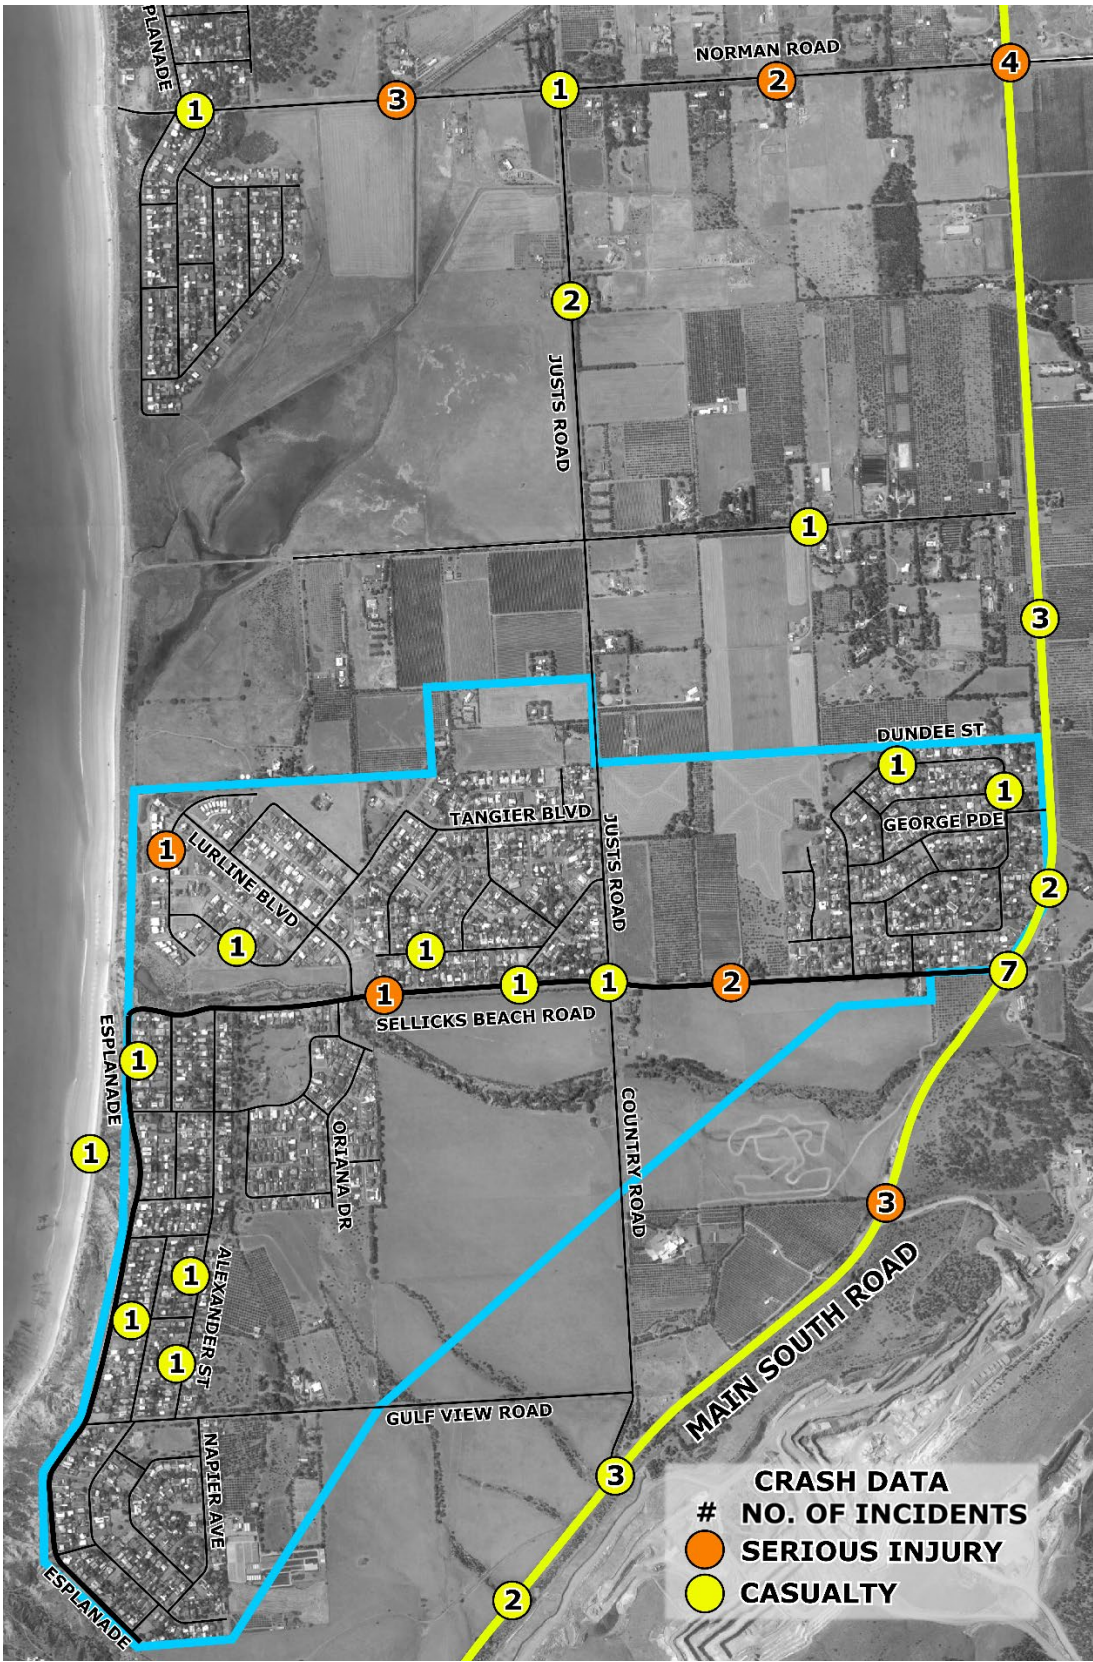 NORMAN ROAD
SPLANADE
4
2
3
1
1
2
JUSTS ROAD
1
3
DUNDEE ST
1
1
GEORGE PDE
TANGIER BLVD
JUSTS ROAD
1
LURLINE BLVD
2
1
1
7
1
1
1
2
SELLICKS BEACH ROAD
ESPLANADE
1
1
ORIANA DR
COUNTRY ROAD
3
ALEXANDER ST
1
1
1
MAIN SOUTH ROAD
GULF VIEW ROAD
NAPIER AVE
3
2
ESPLANADE
CRASH DATA
# NO. OF INCIDENTS
SERIOUS INJURY
CASUALTY